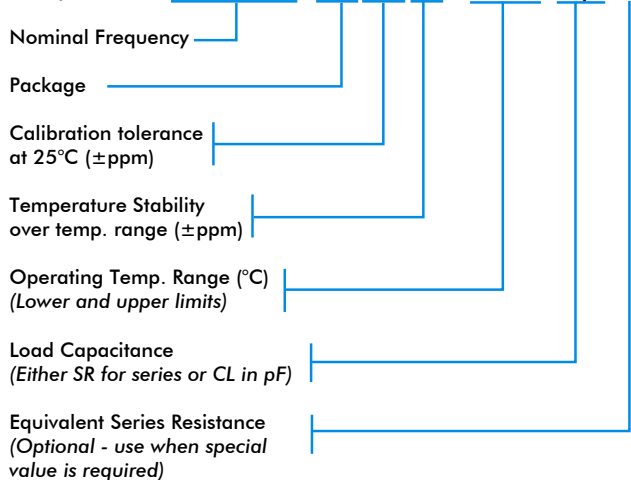 Nominal Frequency
Package
Calibration tolerance
at 25°C (±ppm)
Temperature Stability
over temp. range (±ppm)
Operating Temp. Range (°C)
(Lower and upper limits)
Load Capacitance
(Either SR for series or CL in pF)
Equivalent Series Resistance
(Optional - use when special
value is required)